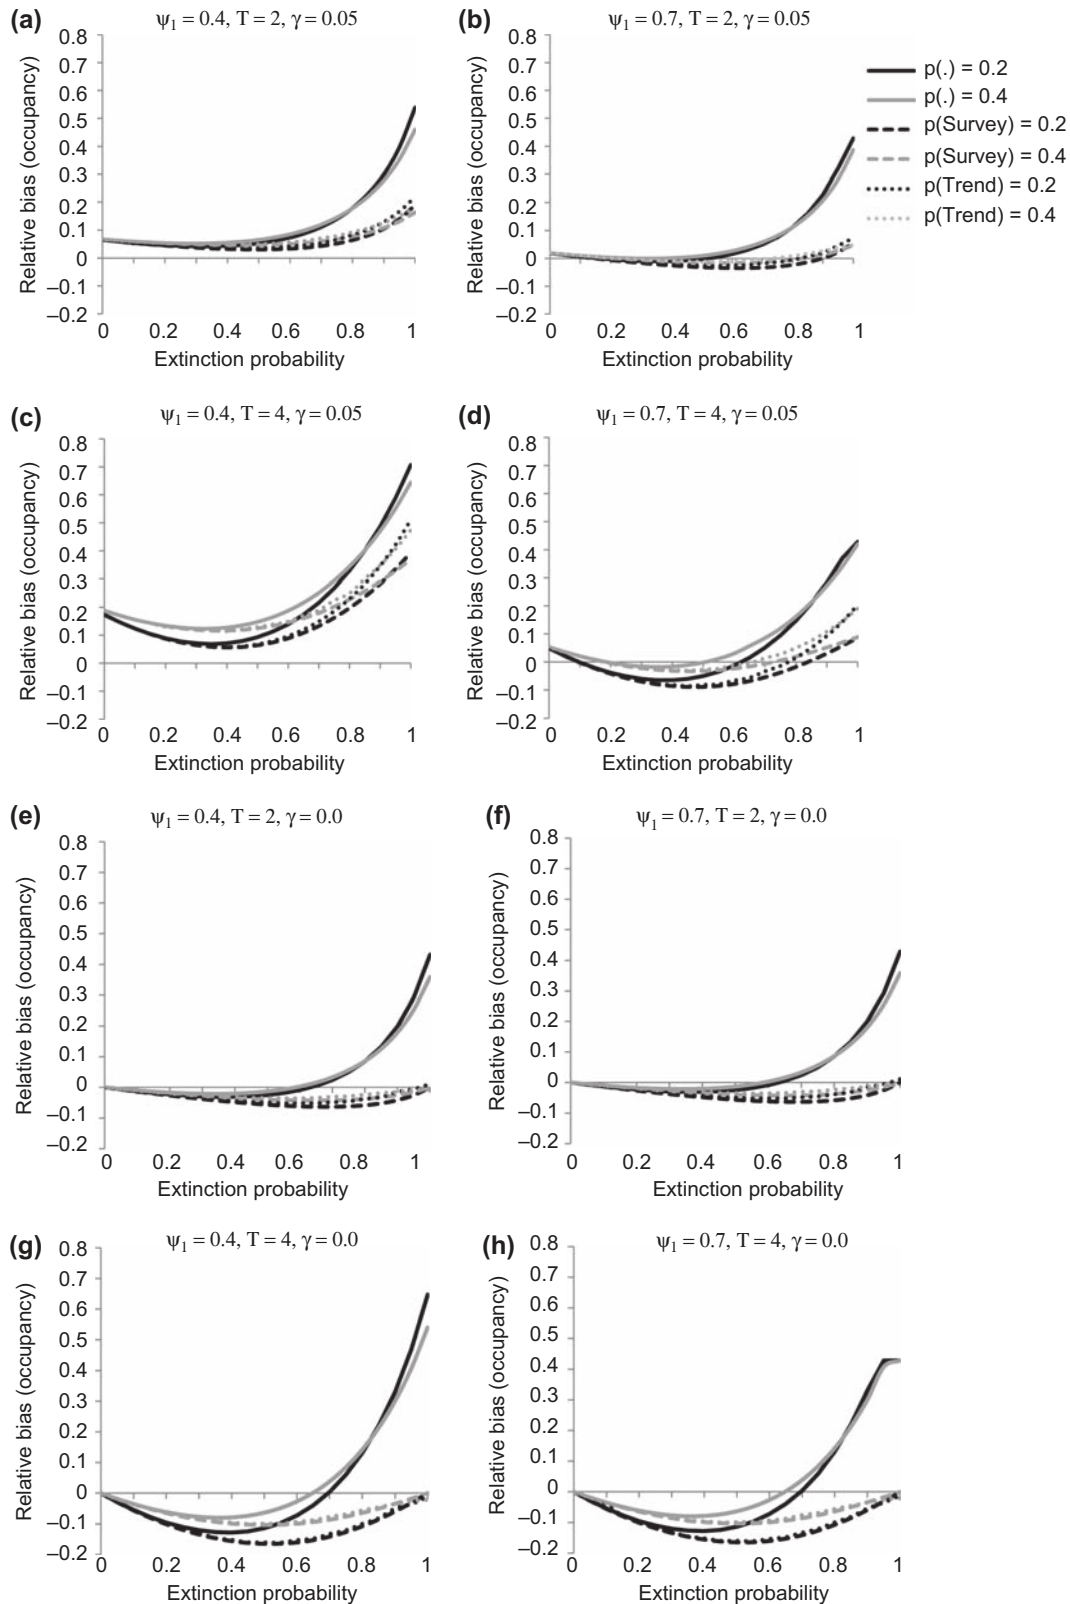 (a) ψ1 = 0.4, T = 2, γ = 0.05
0.8
0.7
0.6
0.5
0.4
0.3
0.2
0.1
0
–0.1
–0.2
Relative bias (occupancy)
0 0.2 0.4 0.6 0.8 1
Extinction probability
(b) ψ1 = 0.7, T = 2, γ = 0.05
0.8
0.7
0.6
0.5
0.4
0.3
0.2
0.1
0
–0.1
–0.2
Relative bias (occupancy)
0 0.2 0.4 0.6 0.8 1
Extinction probability
p(.) = 0.2
p(.) = 0.4
p(Survey) = 0.2
p(Survey) = 0.4
p(Trend) = 0.2
p(Trend) = 0.4
(c) ψ1 = 0.4, T = 4, γ = 0.05
0.8
0.7
0.6
0.5
0.4
0.3
0.2
0.1
0
–0.1
–0.2
Relative bias (occupancy)
0 0.2 0.4 0.6 0.8 1
Extinction probability
(d) ψ1 = 0.7, T = 4, γ = 0.05
0.8
0.7
0.6
0.5
0.4
0.3
0.2
0.1
0
–0.1
–0.2
Relative bias (occupancy)
0 0.2 0.4 0.6 0.8 1
Extinction probability
(e) ψ1 = 0.4, T = 2, γ = 0.0
0.8
0.7
0.6
0.5
0.4
0.3
0.2
0.1
0
–0.1
–0.2
Relative bias (occupancy)
0 0.2 0.4 0.6 0.8 1
Extinction probability
(f) ψ1 = 0.7, T = 2, γ = 0.0
0.8
0.7
0.6
0.5
0.4
0.3
0.2
0.1
0
–0.1
–0.2
Relative bias (occupancy)
0 0.2 0.4 0.6 0.8 1
Extinction probability
(g) ψ1 = 0.4, T = 4, γ = 0.0
0.8
0.7
0.6
0.5
0.4
0.3
0.2
0.1
0
–0.1
–0.2
Relative bias (occupancy)
0 0.2 0.4 0.6 0.8 1
Extinction probability
(h) ψ1 = 0.7, T = 4, γ = 0.0
0.8
0.7
0.6
0.5
0.4
0.3
0.2
0.1
0
–0.1
–0.2
Relative bias (occupancy)
0 0.2 0.4 0.6 0.8 1
Extinction probability